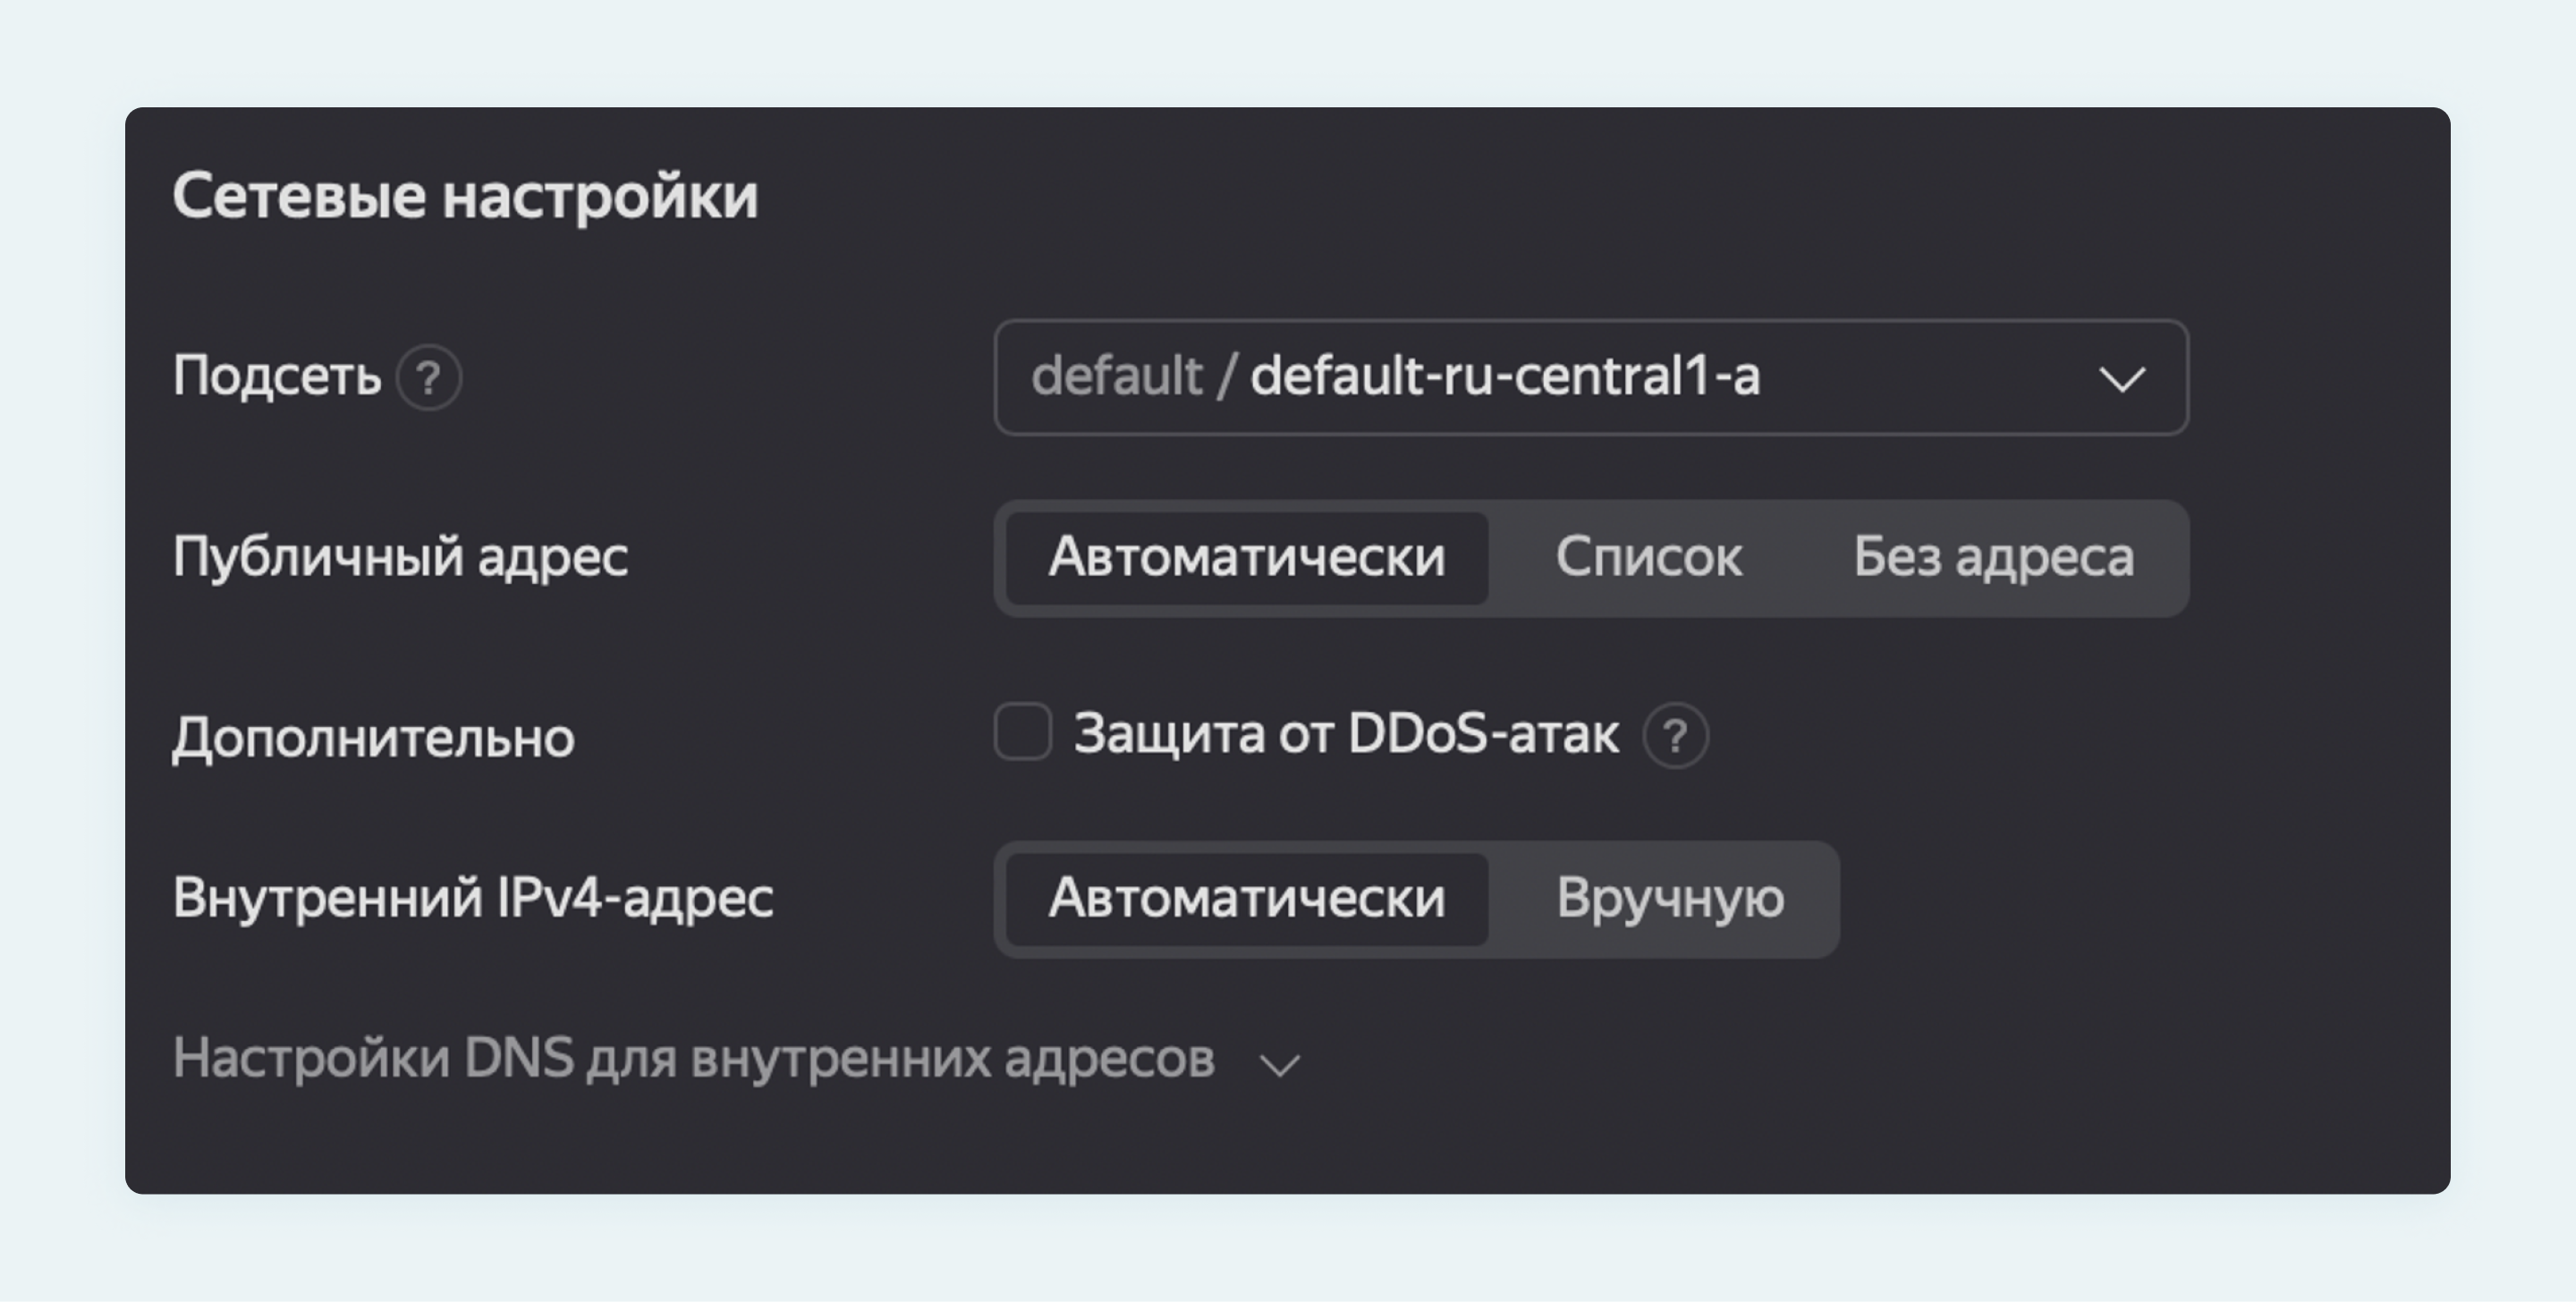 Сетевые настройки
Подсеть ? default / default-ru-central1-a
Публичный адрес Автоматически Список Без адреса
Дополнительно Защита от DDoS-атак ?
Внутренний IPv4-адрес Автоматически Вручную
Настройки DNS для внутренних адресов